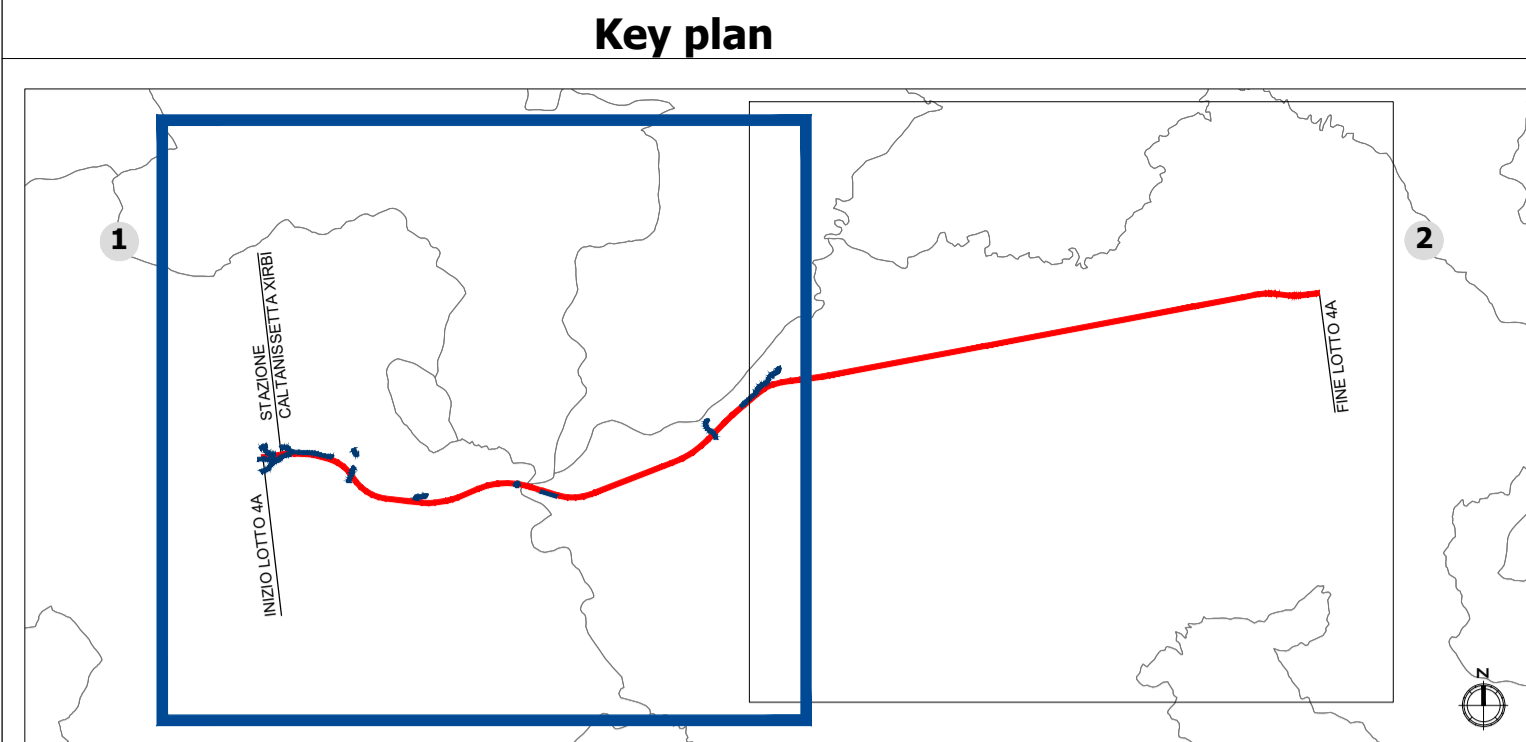 Key plan
1
2
STAZIONE
CALTANISSETTA XIRBI
INIZIO LOTTO 4A
FINE LOTTO 4A
N